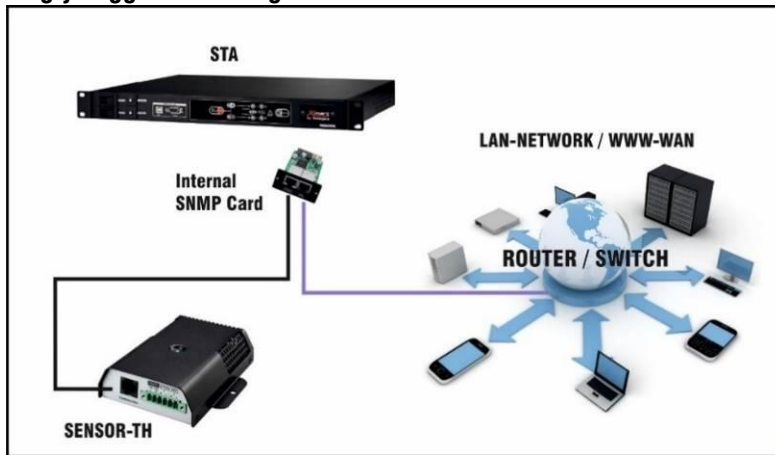 STA
LAN-NETWORK / WWW-WAN
Internal
SNMP Card
ROUTER / SWITCH
SENSOR-TH